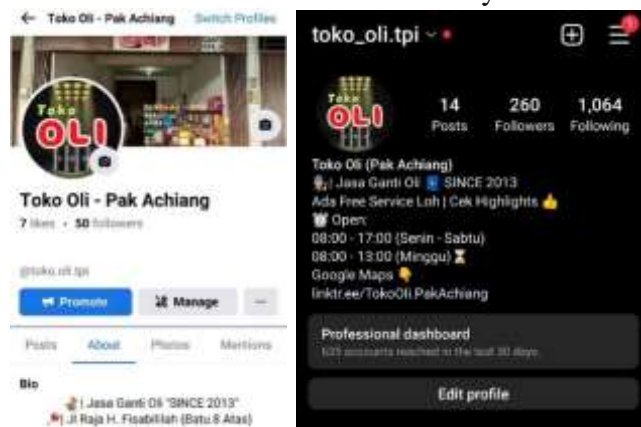 Toko Oli - Pak Achiang Switch Profiles
Toko
OLI
Toko Oli - Pak Achiang
7 likes • 50 followers
@toko.oli.tpi
Promote
Manage
Posts About Photos Mentions
Bio
| Jasa Ganti Oli "SINCE 2013"
| Jl Raja H. Fisabilillah (Batu 8 Atas)
toko_oli.tpi
Toko
OLI
14 260 1,064
Posts Followers Following
Toko Oli (Pak Achiang)
| Jasa Ganti Oli SINCE 2013
Ada Free Service Loh | Cek Highlights
Open:
08:00 - 17:00 (Senin - Sabtu)
08:00 - 13:00 (Minggu)
Google Maps
linktr.ee/TokoOli.PakAchiang
Professional dashboard
accounts reached in the last 30 days.
Edit profile